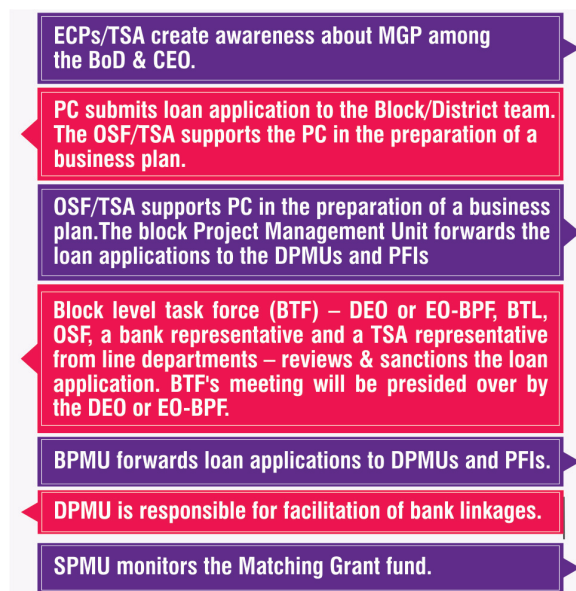 ECPs/TSA create awareness about MGP among
the BoD & CEO.
PC submits loan application to the Block/District team.
The OSF/TSA supports the PC in the preparation of a
business plan.
OSF/TSA supports PC in the preparation of a business
plan.The block Project Management Unit forwards the
loan applications to the DPMUs and PFIs
Block level task force (BTF) – DEO or EO-BPF, BTL,
OSF, a bank representative and a TSA representative
from line departments – reviews & sanctions the loan
application. BTF's meeting will be presided over by
the DEO or EO-BPF.
BPMU forwards loan applications to DPMUs and PFIs.
DPMU is responsible for facilitation of bank linkages.
SPMU monitors the Matching Grant fund.